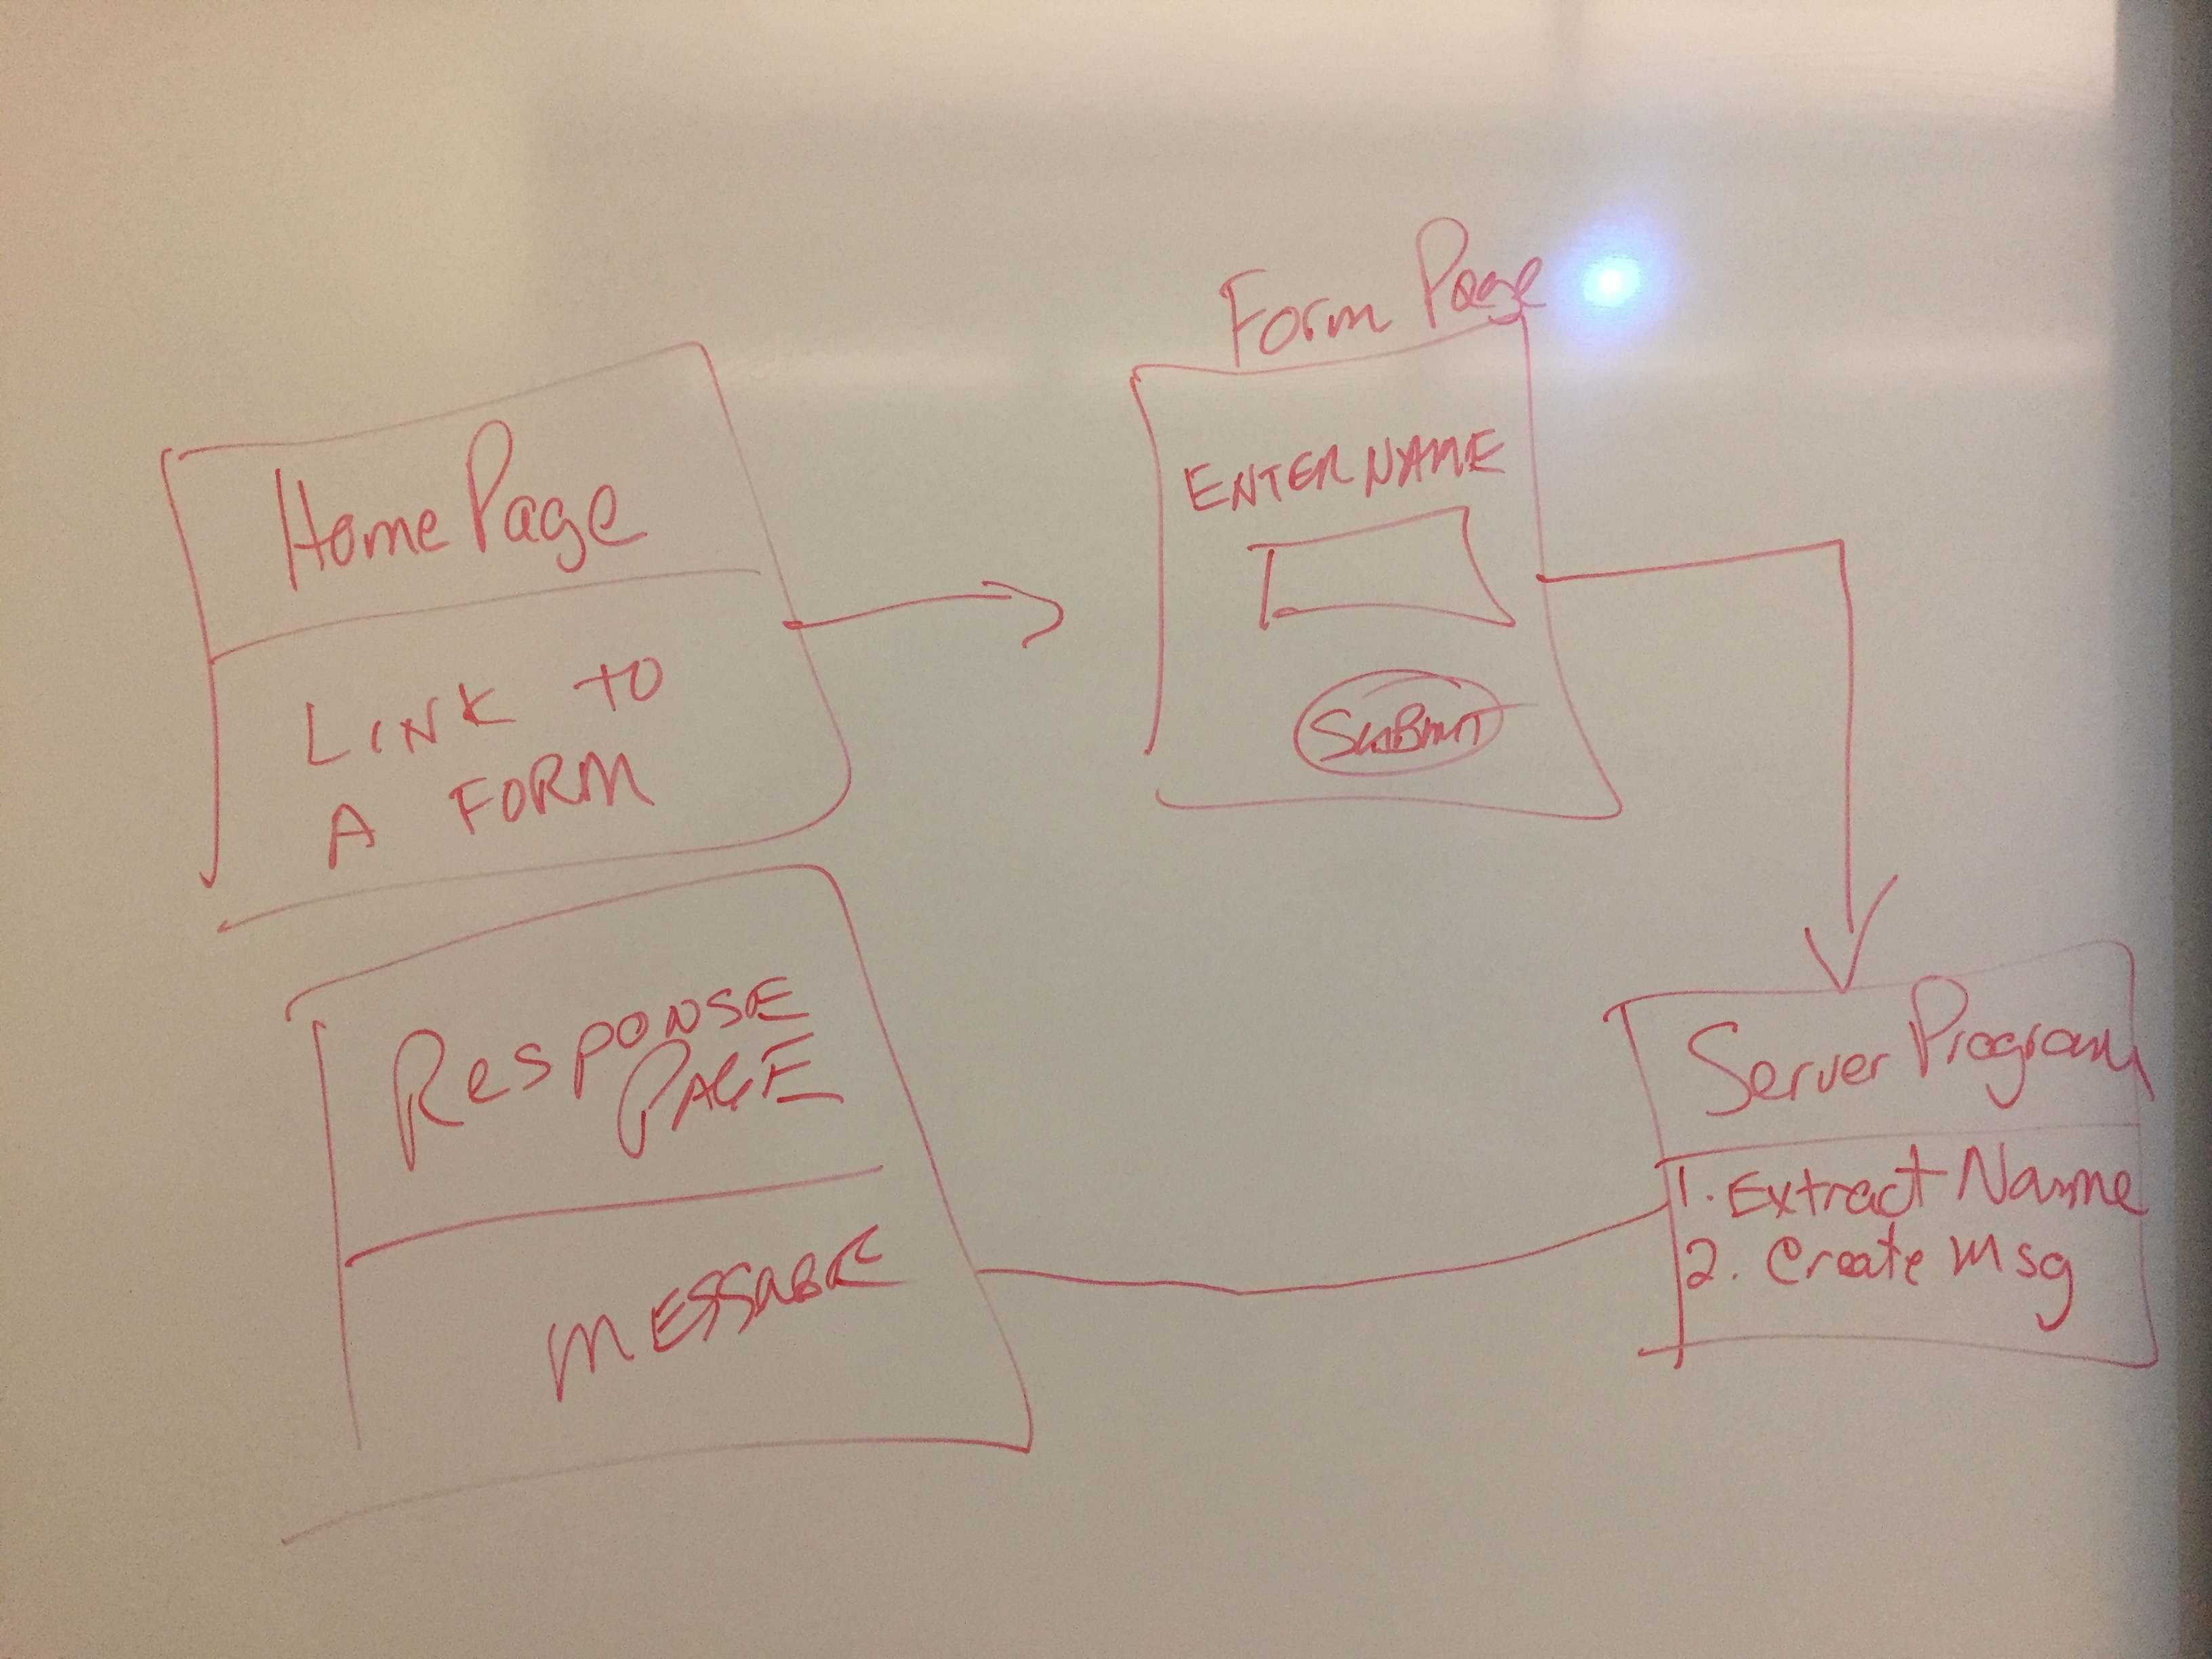 Home Page
LINK TO
A FORM
Form Page
ENTER NAME
SUBMIT
Server Program
1. Extract Name
2. Create Msg
RESPONSE
PAGE
MESSAGE